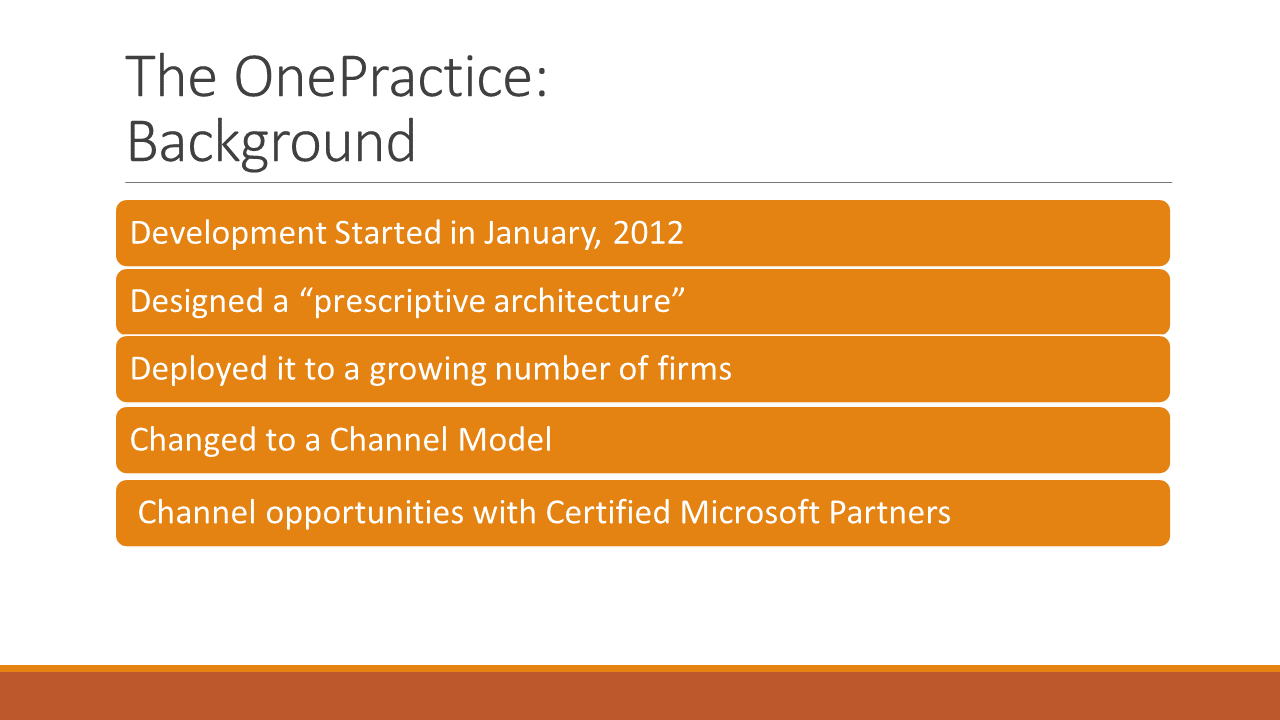 The OnePractice:
Background
Development Started in January, 2012
Designed a “prescriptive architecture”
Deployed it to a growing number of firms
Changed to a Channel Model
Channel opportunities with Certified Microsoft Partners